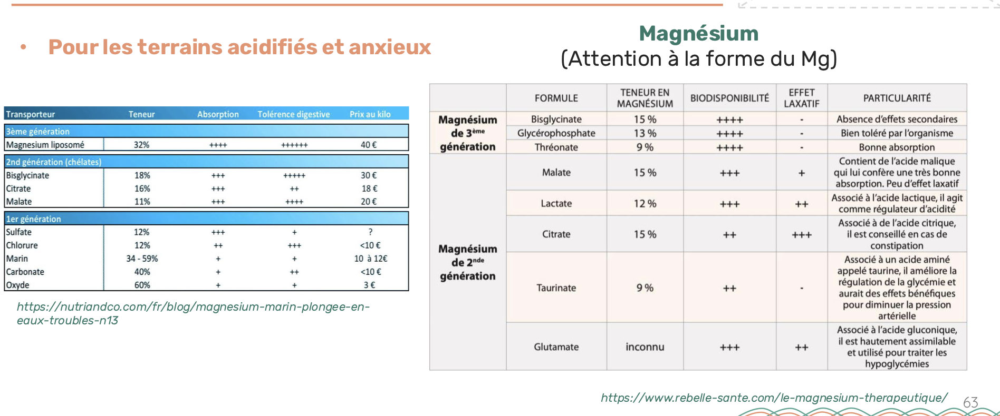 • Pour les terrains acidifiés et anxieux
Magnésium
(Attention à la forme du Mg)
Transporteur Teneur Absorption Tolérence digestive Prix au kilo
3ème génération
Magnesium liposomé 32% ++++ ++++++ 40 €
2nd génération (chélates)
Bisglycinate 18% +++ +++++ 30 €
Citrate 16% +++ ++ 18 €
Malate 11% +++ ++++ 20 €
1er génération
Sulfate 12% +++ + ?
Chlorure 12% ++ +++ <10 €
Marin 34 - 59% + + 10 à 12€
Carbonate 40% + ++ <10 €
Oxyde 60% + + 3 €
https://nutriandco.com/fr/blog/magnesium-marin-plongee-en-
eaux-troubles-n13
FORMULE TENEUR EN MAGNÉSIUM BIODISPONIBILITÉ EFFET LAXATIF PARTICULARITÉ
Magnésium
de 3ème
génération
Bisglycinate 15 % ++++ - Absence d'effets secondaires
Glycérophosphate 13 % ++++ - Bien toléré par l'organisme
Thréonate 9 % ++++ - Bonne absorption
Magnésium
de 2nde
génération
Malate 15 % +++ + Contient de l'acide malique
qui lui confère une très bonne
absorption. Peu d'effet laxatif
Lactate 12 % +++ ++ Associé à l'acide lactique, il agit
comme régulateur d'acidité
Citrate 15 % ++ +++ Associé à de l'acide citrique,
il est conseillé en cas de
constipation
Taurinate 9 % ++ - Associé à un acide aminé
appelé taurine, il améliore la
régulation de la glycémie et
aurait des effets bénéfiques
pour diminuer la pression
artérielle
Glutamate inconnu +++ ++ Associé à l'acide gluconique,
il est hautement assimilable
et utilisé pour traiter les
hypoglycémies
https://www.rebelle-sante.com/le-magnesium-therapeutique/
63